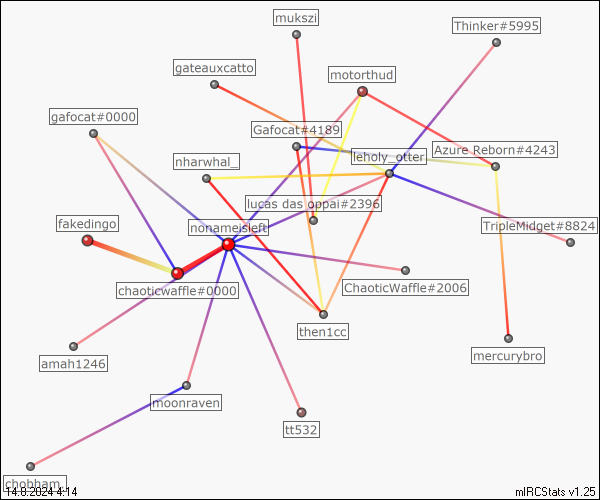 mukszi
Thinker#5995
gateauxcatto
motorthud
gafocat#0000
Gafocat#4189
Azure Reborn#4243
leholy_otter
nharwhal_
lucas das oppai#2396
fakedingo
nonameisleft
TripleMidget#8824
chaoticwaffle#0000
ChaoticWaffle#2006
then1cc
mercurybro
amah1246
moonraven
tt532
chobham_
14.8.2024 4:14
mIRCStats v1.25